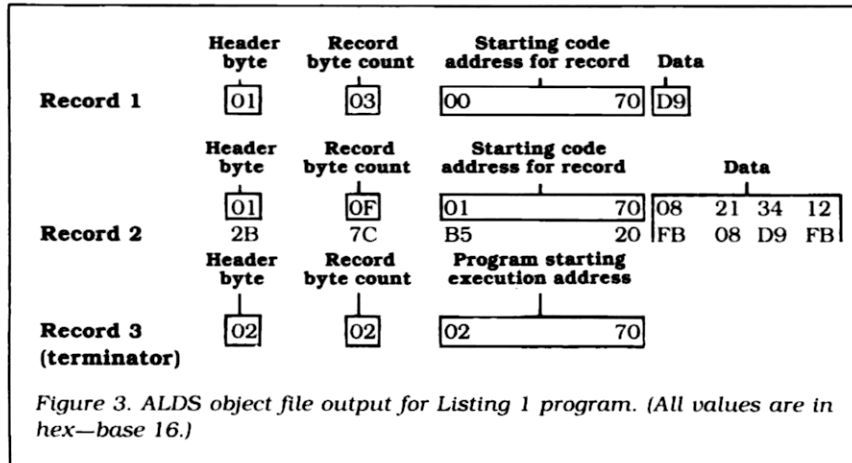 Header Record Starting code
byte byte count address for record Data
Record 1 01 03 00 70 D9
Header Record Starting code
byte byte count address for record Data
01 0F 01 70 08 21 34 12
Record 2 2B 7C B5 20 FB 08 D9 FB
Header Record Program starting
byte byte count execution address
Record 3 02 02 02 70
(terminator)
Figure 3. ALDS object file output for Listing 1 program. (All values are in
hex—base 16.)